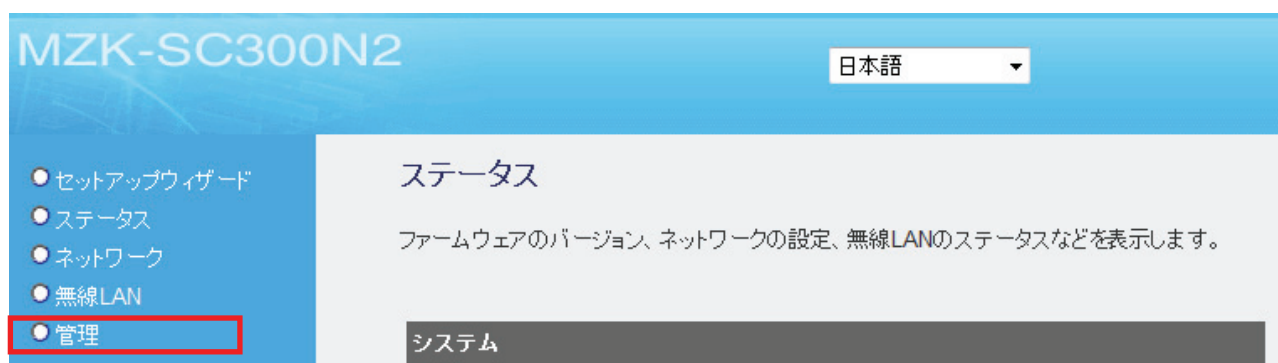 MZK-SC300N2
日本語
セットアップウィザード
ステータス
ネットワーク
無線LAN
管理
ステータス
ファームウェアのバージョン、ネットワークの設定、無線LANのステータスなどを表示します。
システム